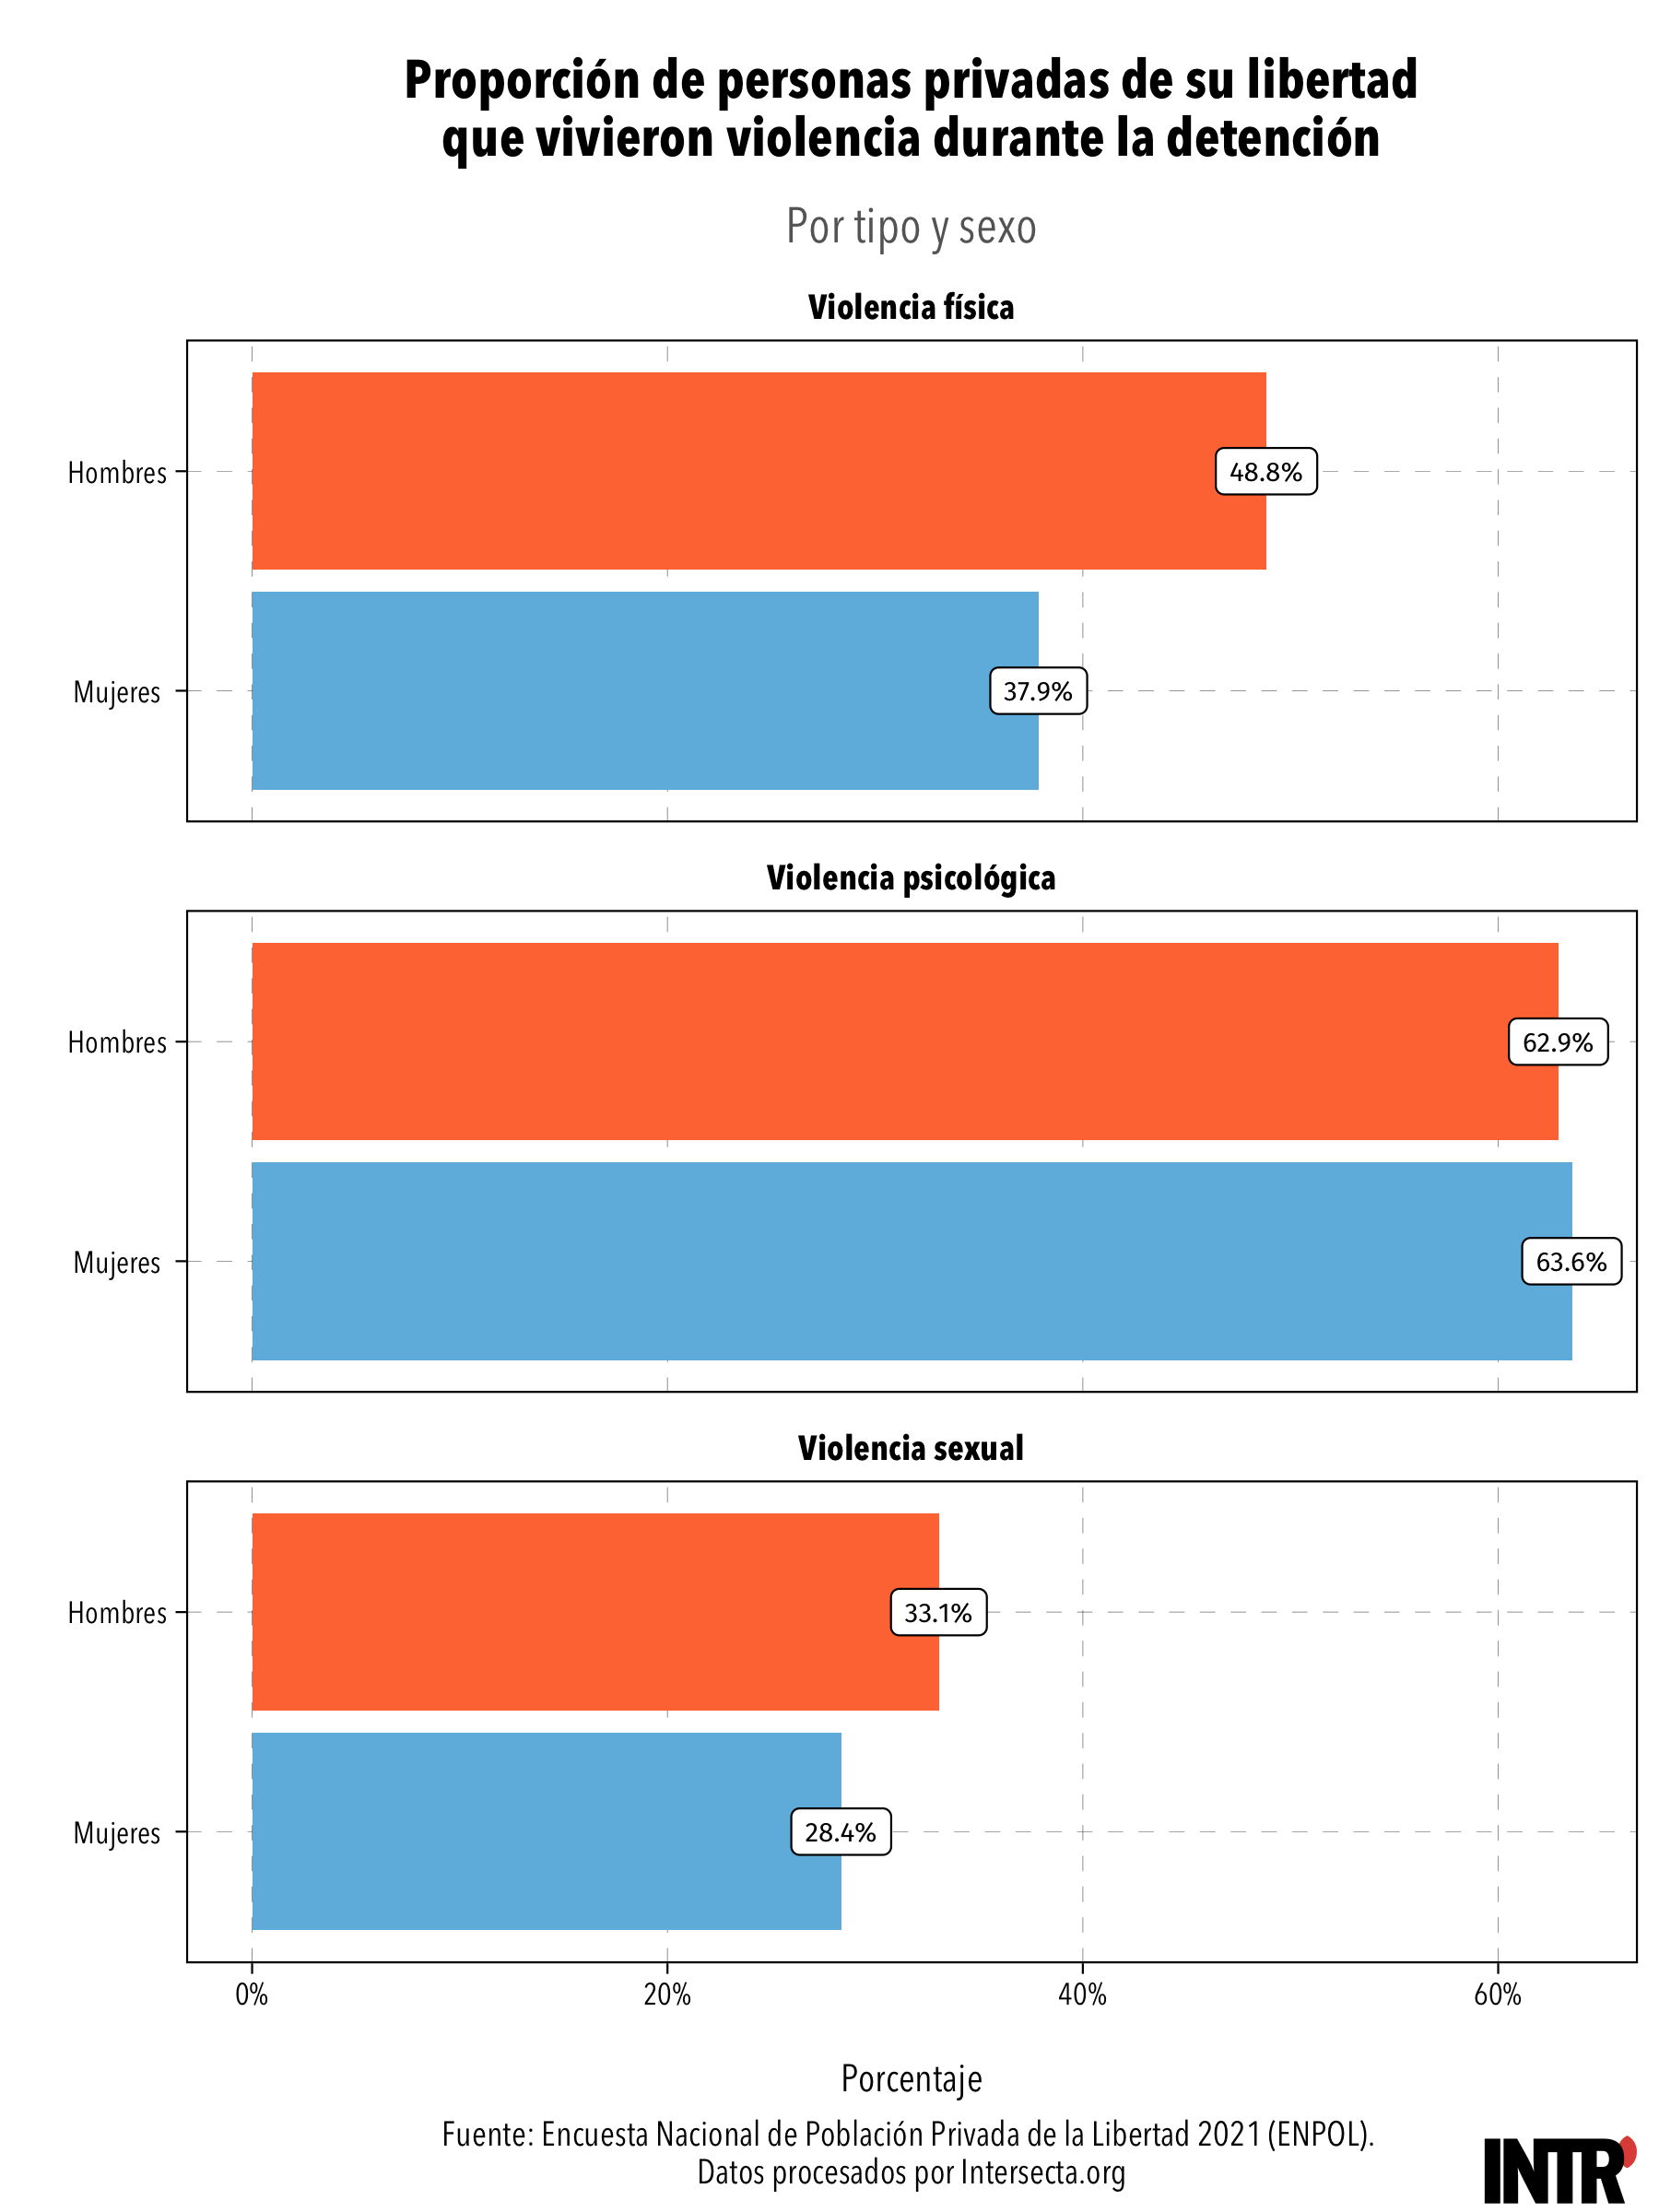 Proporción de personas privadas de su libertad
que vivieron violencia durante la detención
Por tipo y sexo
Violencia física
Hombres
48.8%
Mujeres
37.9%
Violencia psicológica
Hombres
62.9%
Mujeres
63.6%
Violencia sexual
Hombres
33.1%
Mujeres
28.4%
0% 20% 40% 60%
Porcentaje
Fuente: Encuesta Nacional de Población Privada de la Libertad 2021 (ENPOL).
Datos procesados por Intersecta.org
INTR